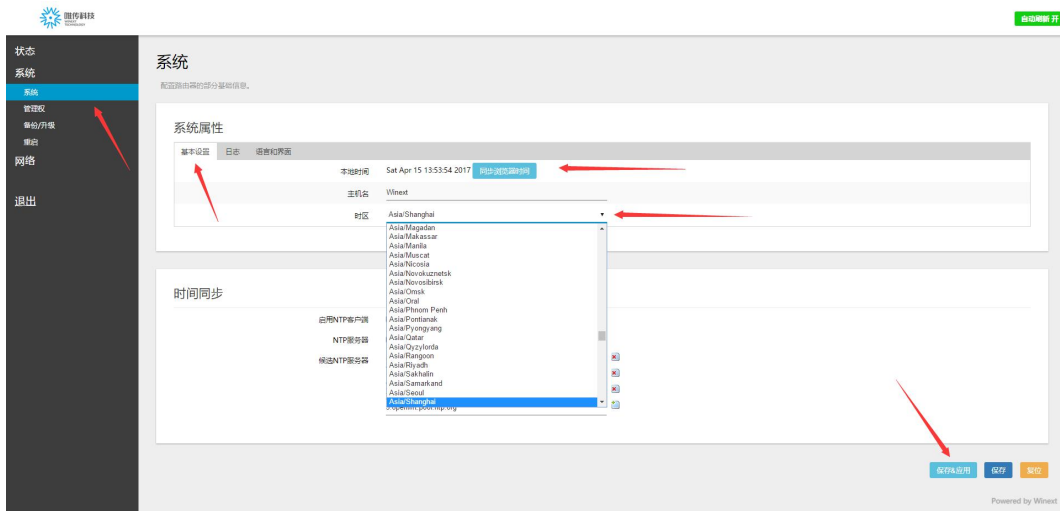 唯传科技
WINEXT
TECHNOLOGY
自动刷新 开
状态
系统
系统
管理权
备份/升级
重启
网络
退出
系统
配置路由器的部分基础信息。
系统属性
基本设置 日志 语言和界面
本地时间 Sat Apr 15 13:53:54 2017 同步浏览器时间
主机名 Winext
时区 Asia/Shanghai
Asia/Magadan
Asia/Makassar
Asia/Manila
Asia/Muscat
Asia/Nicosia
Asia/Novokuznetsk
Asia/Novosibirsk
Asia/Omsk
Asia/Oral
Asia/Phnom Penh
Asia/Pontianak
Asia/Pyongyang
Asia/Qatar
Asia/Qyzylorda
Asia/Rangoon
Asia/Riyadh
Asia/Sakhalin
Asia/Samarkand
Asia/Seoul
Asia/Shanghai
时间同步
启用NTP客户端
NTP服务器
候选NTP服务器
3.openwrt.pool.ntp.org
保存&应用 保存 复位
Powered by Winext